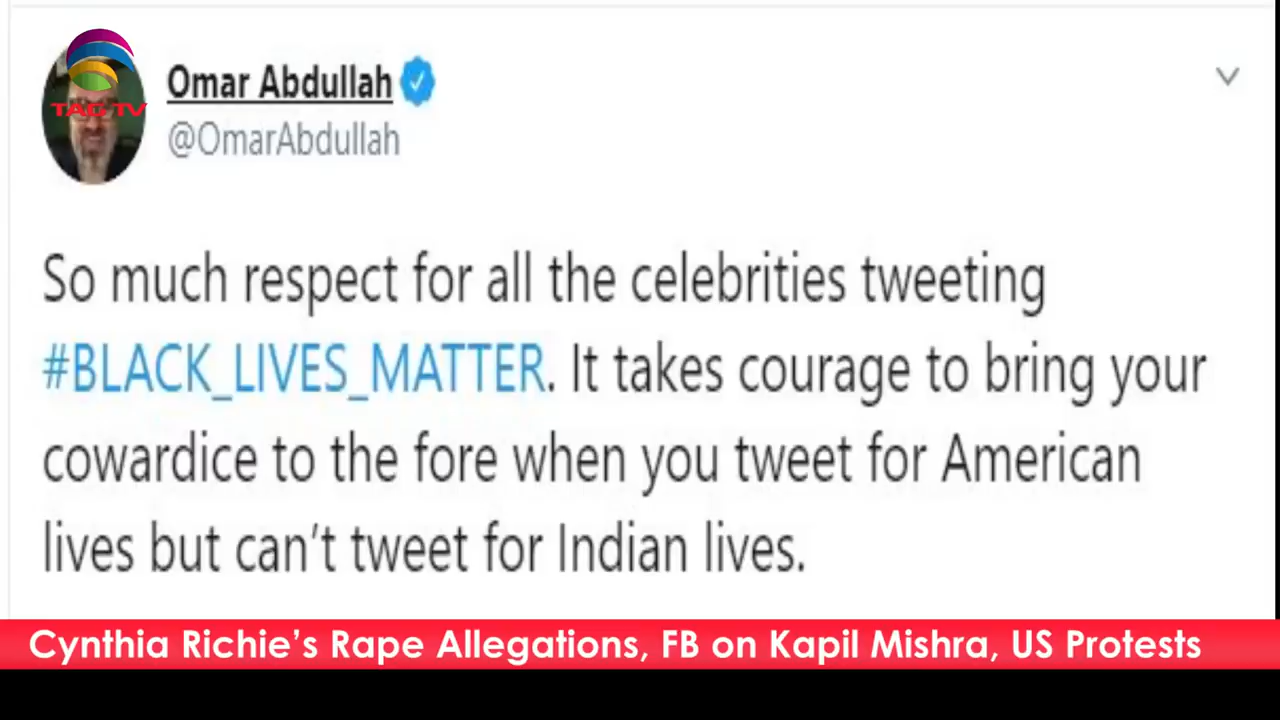 TAG TV
Omar Abdullah
@OmarAbdullah
So much respect for all the celebrities tweeting
#BLACK_LIVES_MATTER. It takes courage to bring your
cowardice to the fore when you tweet for American
lives but can't tweet for Indian lives.
Cynthia Richie's Rape Allegations, FB on Kapil Mishra, US Protests